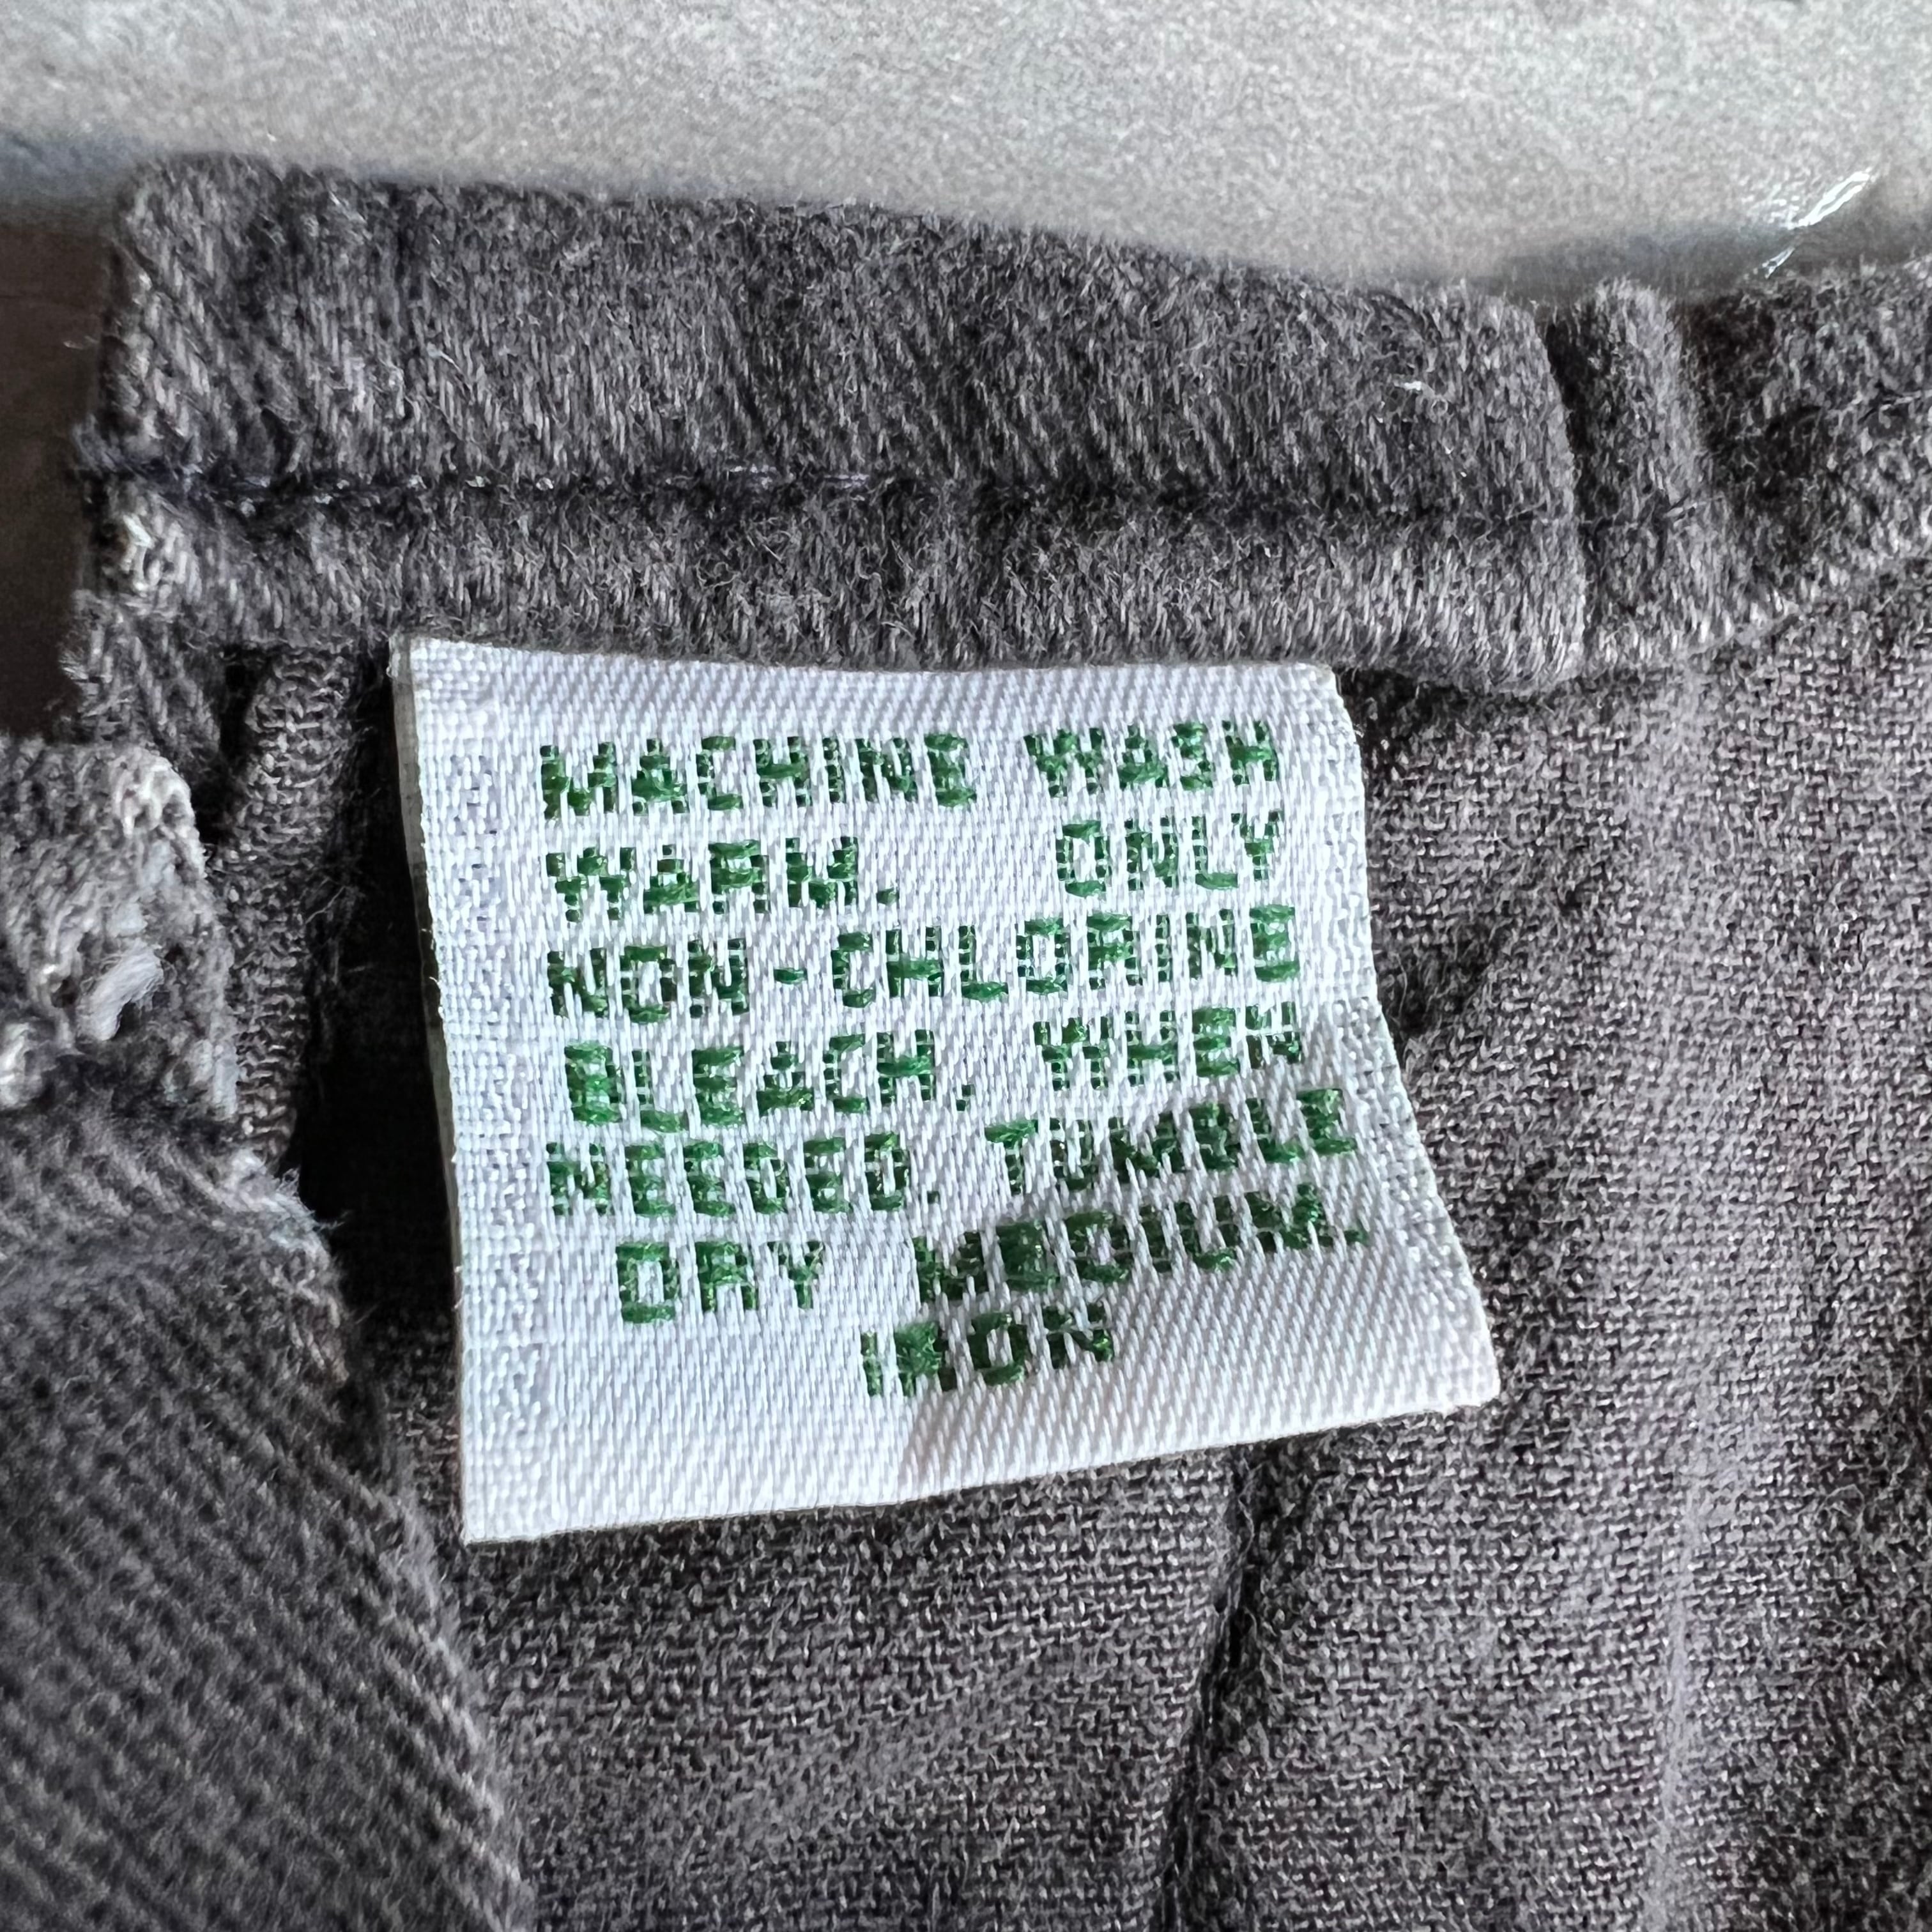 MACHINE WASH
WARM. ONLY
NON-CHLORINE
BLEACH. WHEN
NEEDED. TUMBLE
DRY MEDIUM.
IRON